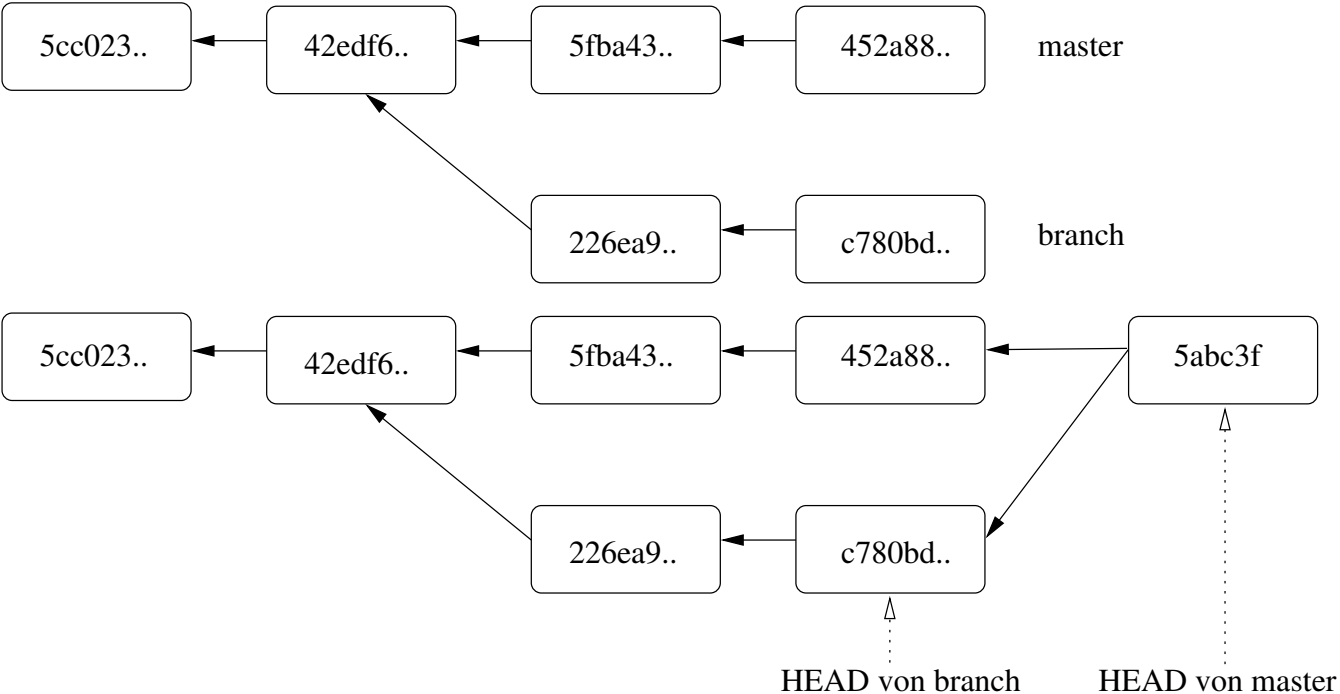 5cc023.. 42edf6.. 5fba43.. 452a88.. master
226ea9.. c780bd.. branch
5cc023.. 42edf6.. 5fba43.. 452a88.. 5abc3f
226ea9.. c780bd..
HEAD von branch HEAD von master